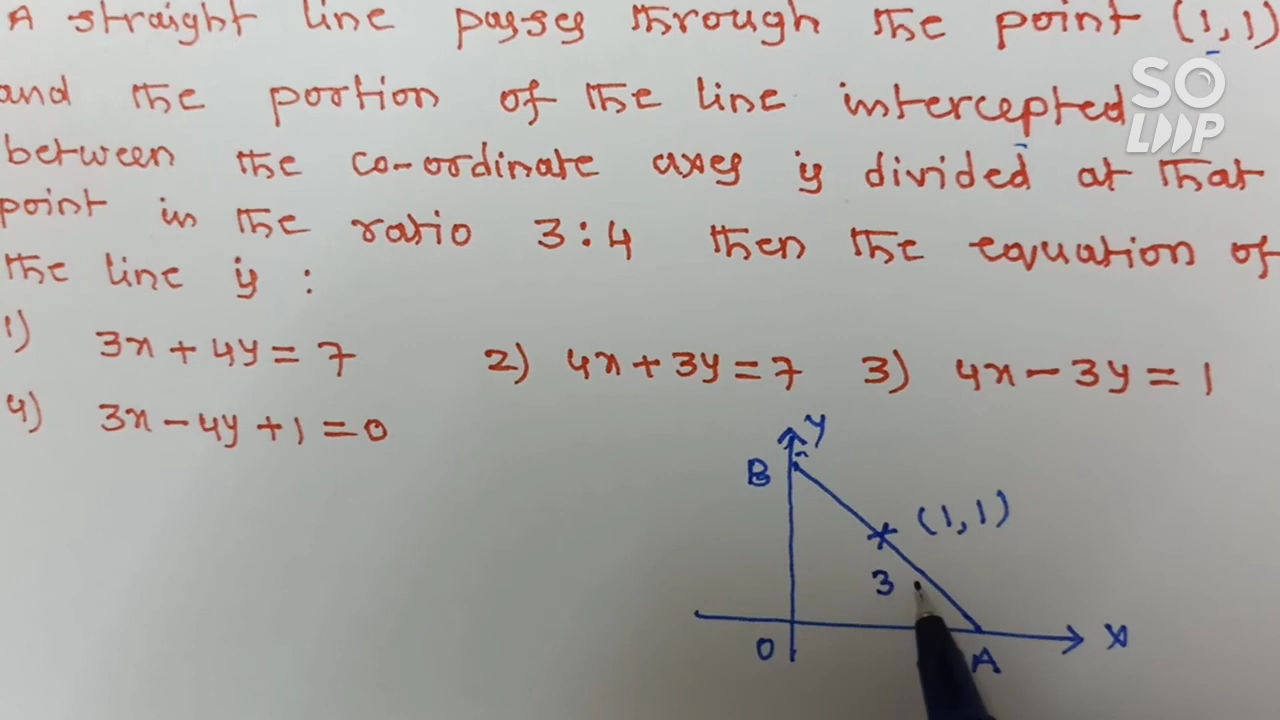 A straight line passes through the point (1, 1)
and the portion of the line intercepted
between the co-ordinate axes is divided at that
point in the ratio 3:4 then the equation of
the line is :
1) 3x + 4y = 7 2) 4x + 3y = 7 3) 4x - 3y = 1
4) 3x - 4y + 1 = 0
y
B
(1, 1)
3
O
A
X
SO
LOOP